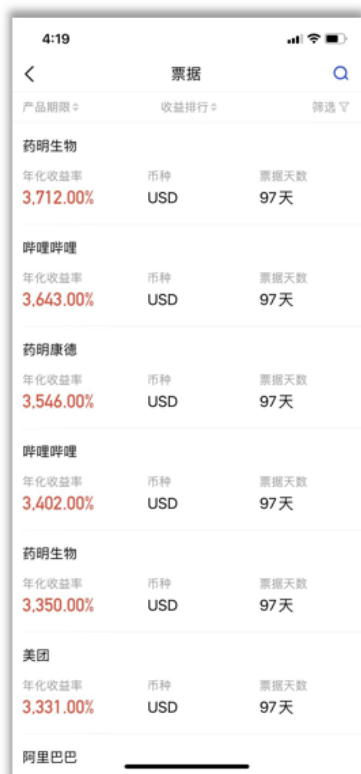 4:19
票据
产品期限 收益排行 筛选
药明生物
年化收益率 币种 票据天数
3,712.00% USD 97天
哔哩哔哩
年化收益率 币种 票据天数
3,643.00% USD 97天
药明康德
年化收益率 币种 票据天数
3,546.00% USD 97天
哔哩哔哩
年化收益率 币种 票据天数
3,402.00% USD 97天
药明生物
年化收益率 币种 票据天数
3,350.00% USD 97天
美团
年化收益率 币种 票据天数
3,331.00% USD 97天
阿里巴巴